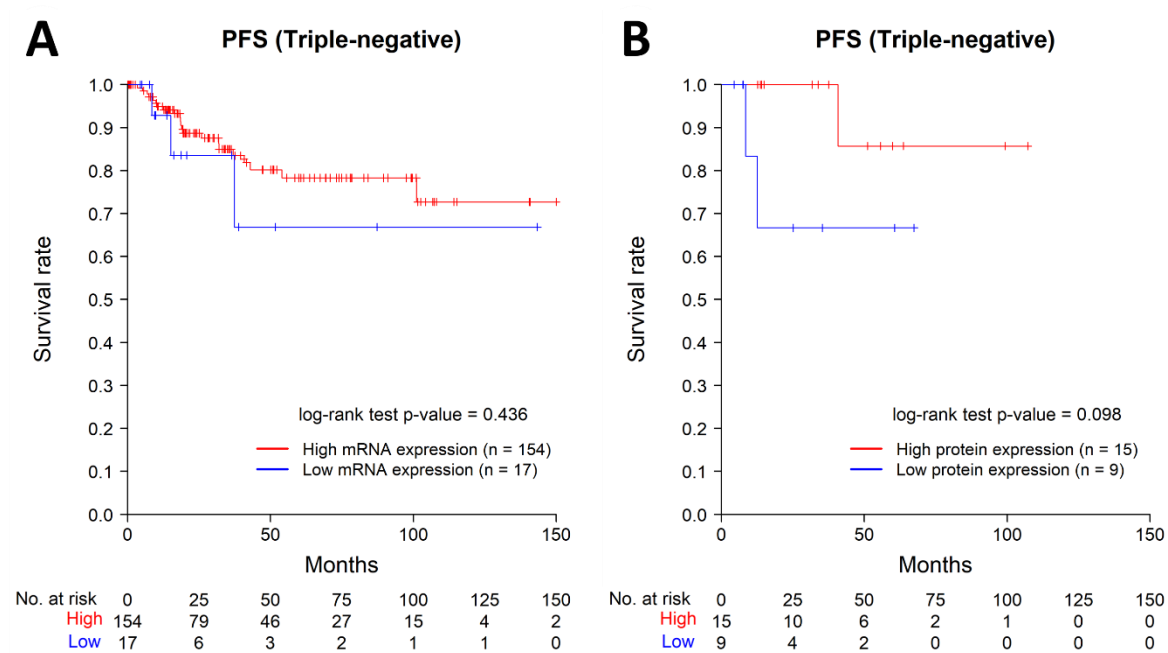 A
PFS (Triple-negative)
1.0
0.9
0.8
0.7
0.6
0.5
0.4
0.3
0.2
0.1
0.0
Survival rate
log-rank test p-value = 0.436
High mRNA expression (n = 154)
Low mRNA expression (n = 17)
0 50 100 150
Months
No. at risk 0 25 50 75 100 125 150
High 154 79 46 27 15 4 2
Low 17 6 3 2 1 1 0
B
PFS (Triple-negative)
1.0
0.9
0.8
0.7
0.6
0.5
0.4
0.3
0.2
0.1
0.0
Survival rate
log-rank test p-value = 0.098
High protein expression (n = 15)
Low protein expression (n = 9)
0 50 100 150
Months
No. at risk 0 25 50 75 100 125 150
High 15 10 6 2 1 0 0
Low 9 4 2 0 0 0 0